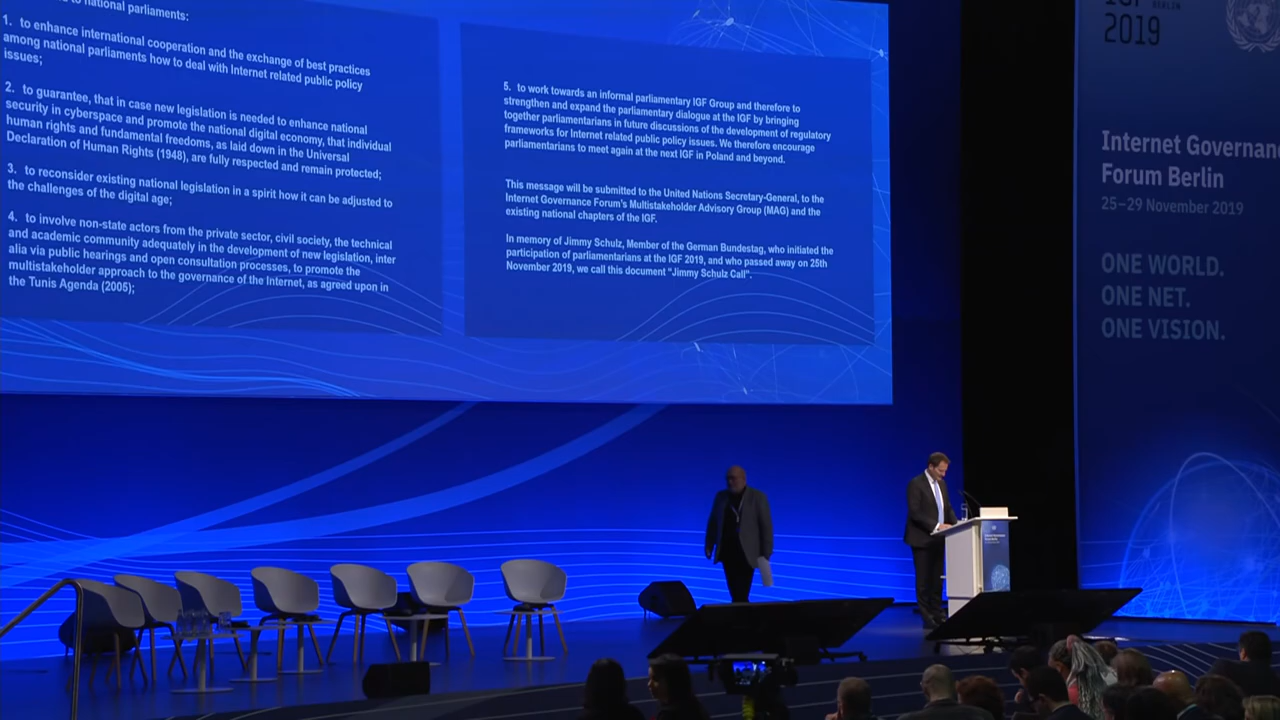 to national parliaments:
1. to enhance international cooperation and the exchange of best practices
among national parliaments how to deal with Internet related public policy
issues;
2. to guarantee, that in case new legislation is needed to enhance national
security in cyberspace and promote the national digital economy, that individual
human rights and fundamental freedoms, as laid down in the Universal
Declaration of Human Rights (1948), are fully respected and remain protected;
3. to reconsider existing national legislation in a spirit how it can be adjusted to
the challenges of the digital age;
4. to involve non-state actors from the private sector, civil society, the technical
and academic community adequately in the development of new legislation, inter
alia via public hearings and open consultation processes, to promote the
multistakeholder approach to the governance of the Internet, as agreed upon in
the Tunis Agenda (2005);
5. to work towards an informal parliamentary IGF Group and therefore to
strengthen and expand the parliamentary dialogue at the IGF by bringing
together parliamentarians in future discussions of the development of regulatory
frameworks for Internet related public policy issues. We therefore encourage
parliamentarians to meet again at the next IGF in Poland and beyond.
This message will be submitted to the United Nations Secretary-General, to the
Internet Governance Forum's Multistakeholder Advisory Group (MAG) and the
existing national chapters of the IGF.
In memory of Jimmy Schulz, Member of the German Bundestag, who initiated the
participation of parliamentarians at the IGF 2019, and who passed away on 25th
November 2019, we call this document "Jimmy Schulz Call".
IGF BERLIN
2019
Internet Governanc
Forum Berlin
25–29 November 2019
ONE WORLD.
ONE NET.
ONE VISION.